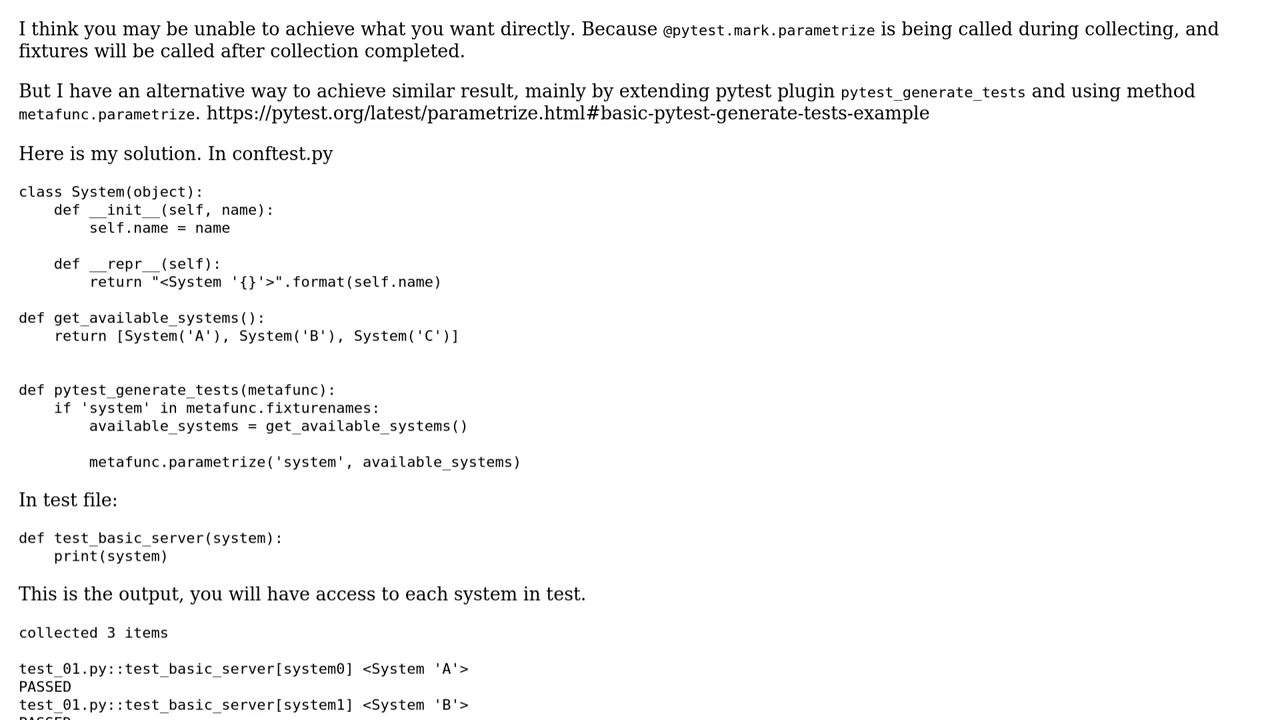 I think you may be unable to achieve what you want directly. Because @pytest.mark.parametrize is being called during collecting, and
fixtures will be called after collection completed.
But I have an alternative way to achieve similar result, mainly by extending pytest plugin pytest_generate_tests and using method
metafunc.parametrize. https://pytest.org/latest/parametrize.html#basic-pytest-generate-tests-example
Here is my solution. In conftest.py
class System(object):
    def __init__(self, name):
        self.name = name
    def __repr__(self):
        return "<System '{}'>".format(self.name)
def get_available_systems():
    return [System('A'), System('B'), System('C')]
def pytest_generate_tests(metafunc):
    if 'system' in metafunc.fixturenames:
        available_systems = get_available_systems()
        metafunc.parametrize('system', available_systems)
In test file:
def test_basic_server(system):
    print(system)
This is the output, you will have access to each system in test.
collected 3 items
test_01.py::test_basic_server[system0] <System 'A'>
PASSED
test_01.py::test_basic_server[system1] <System 'B'>